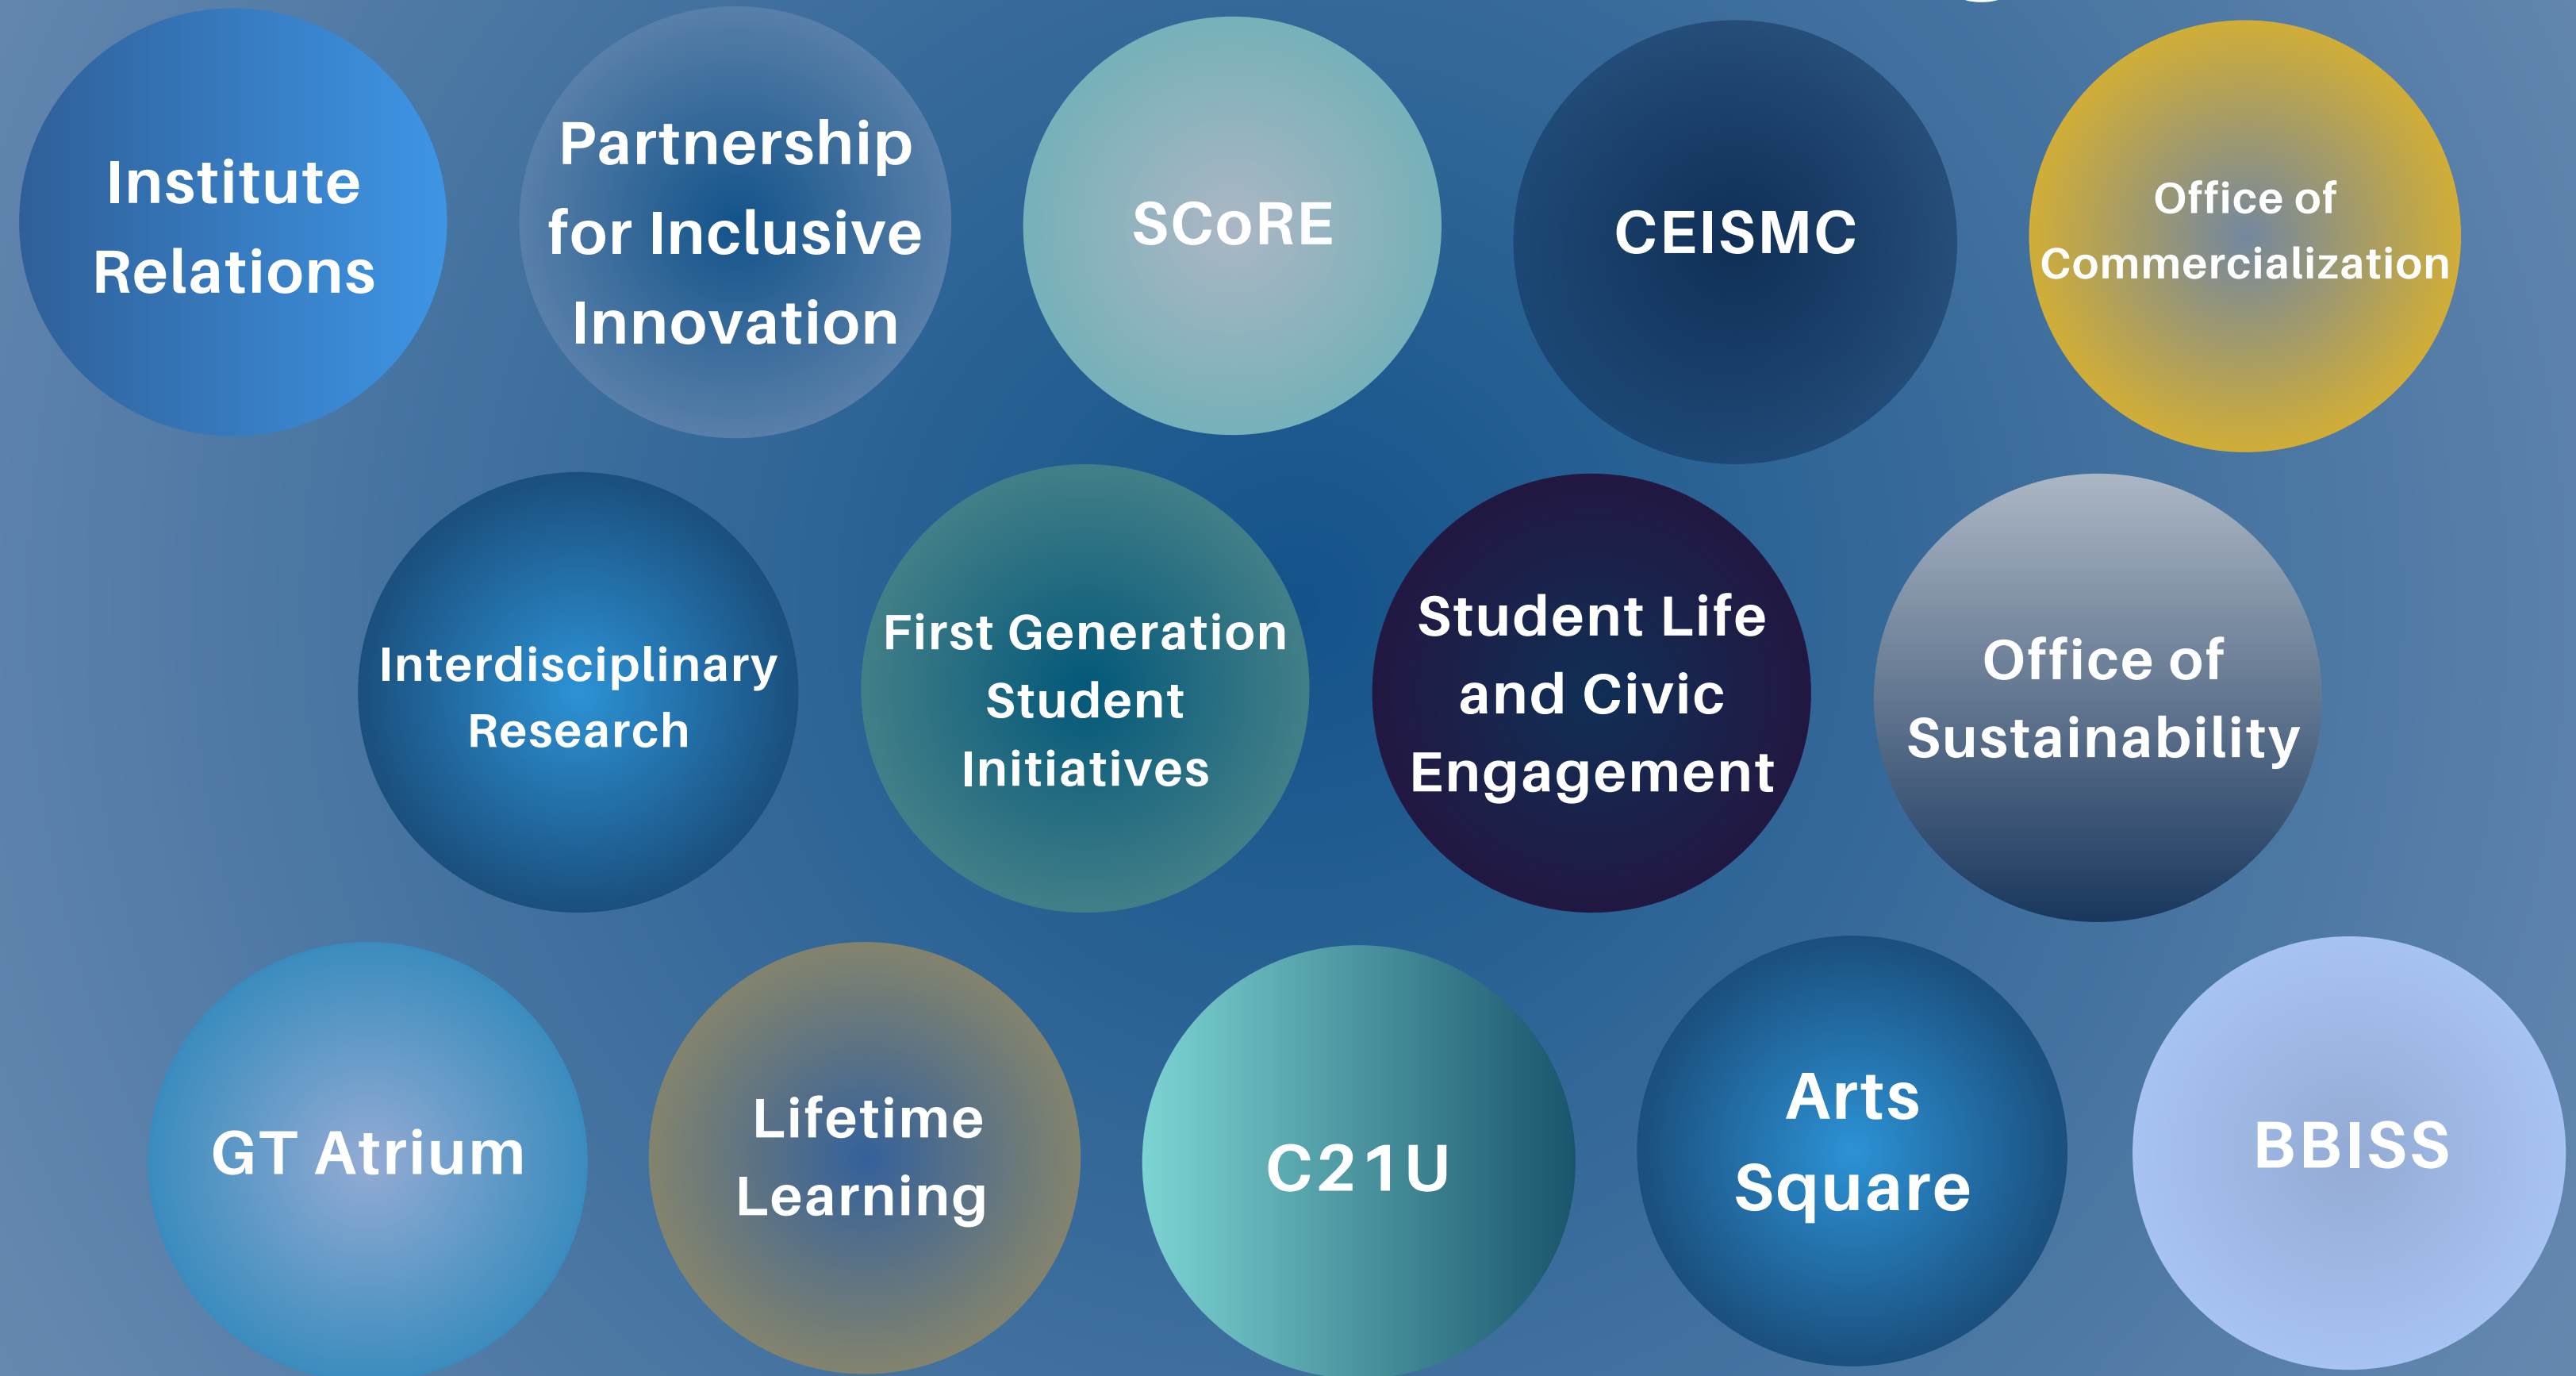 Institute
Relations
Partnership
for Inclusive
Innovation
SCoRE
CEISMC
Office of
Commercialization
Interdisciplinary
Research
First Generation
Student
Initiatives
Student Life
and Civic
Engagement
Office of
Sustainability
GT Atrium
Lifetime
Learning
C21U
Arts
Square
BBISS